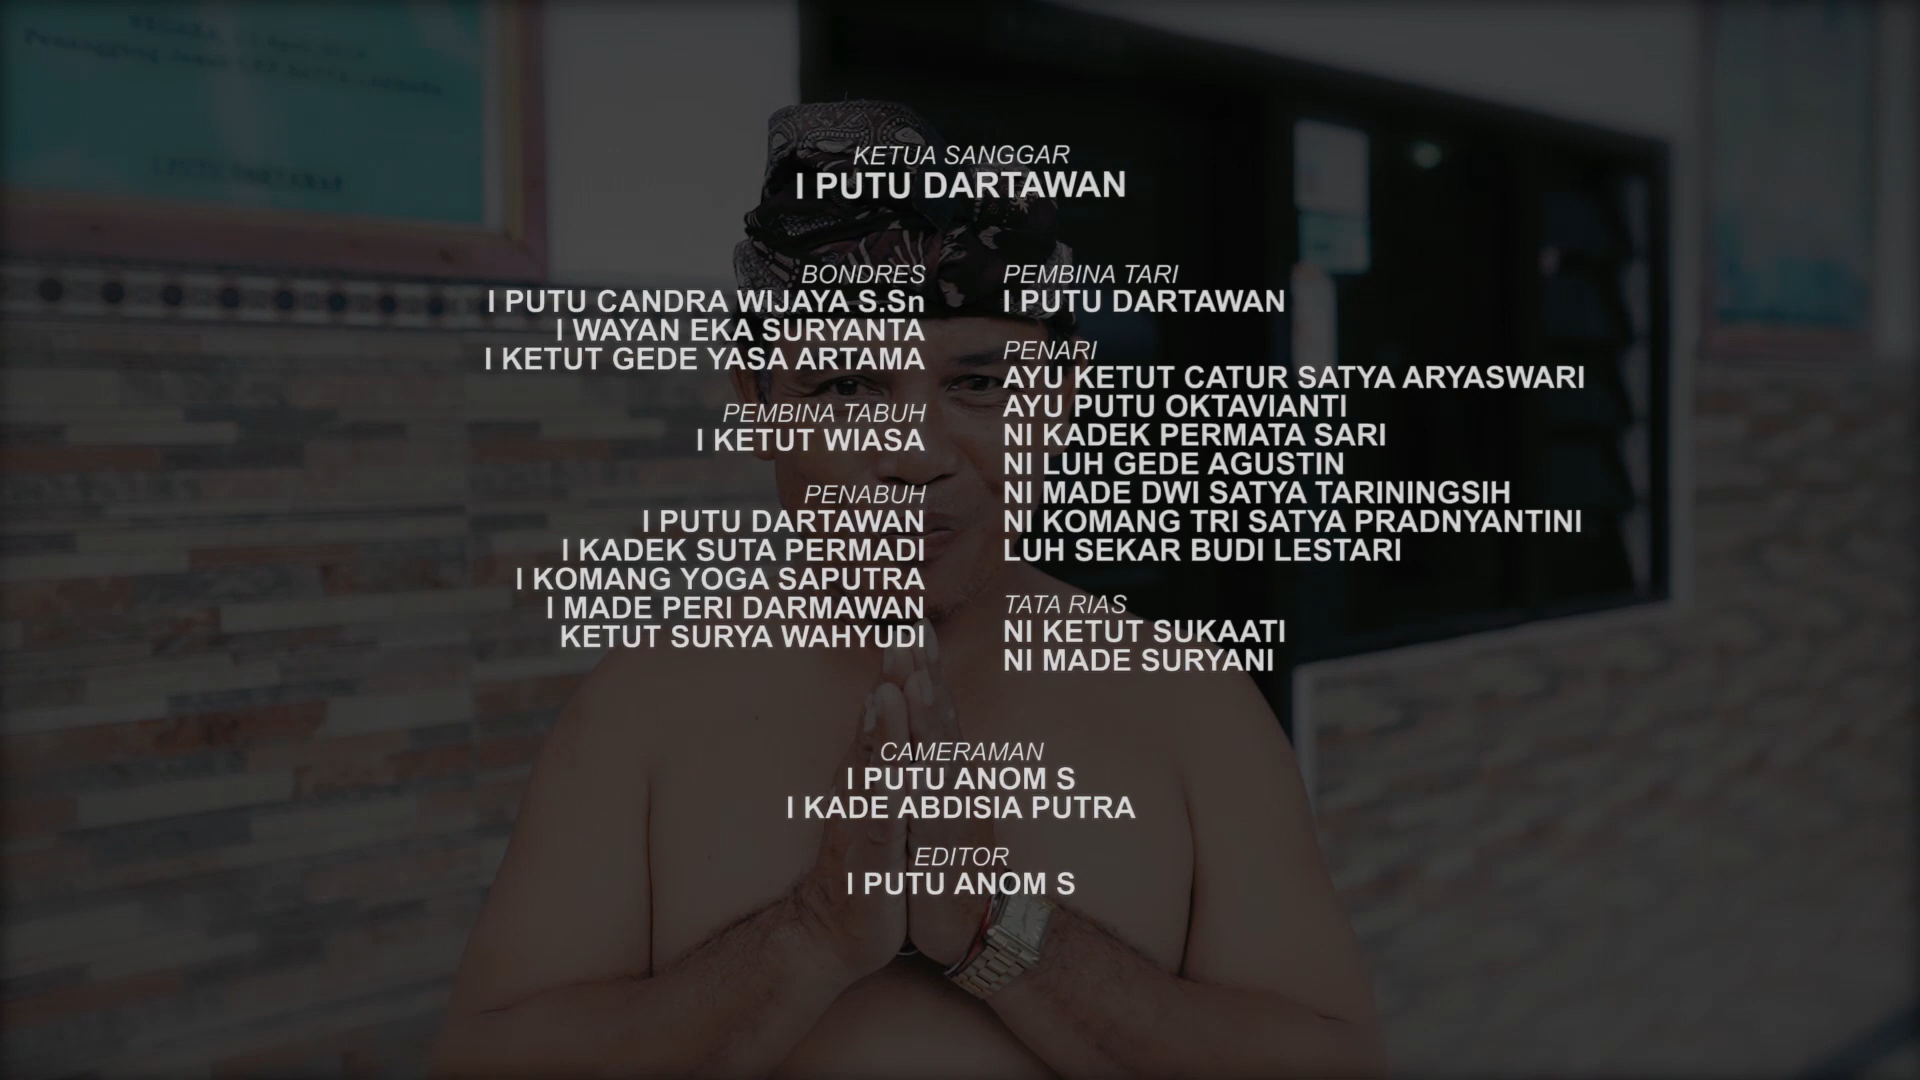 KETUA SANGGAR
I PUTU DARTAWAN
BONDRES
I PUTU CANDRA WIJAYA S.Sn
I WAYAN EKA SURYANTA
I KETUT GEDE YASA ARTAMA
PEMBINA TABUH
I KETUT WIASA
PENABUH
I PUTU DARTAWAN
I KADEK SUTA PERMADI
I KOMANG YOGA SAPUTRA
I MADE PERI DARMAWAN
KETUT SURYA WAHYUDI
PEMBINA TARI
I PUTU DARTAWAN
PENARI
AYU KETUT CATUR SATYA ARYASWARI
AYU PUTU OKTAVIANTI
NI KADEK PERMATA SARI
NI LUH GEDE AGUSTIN
NI MADE DWI SATYA TARININGSIH
NI KOMANG TRI SATYA PRADNYANTINI
LUH SEKAR BUDI LESTARI
TATA RIAS
NI KETUT SUKAATI
NI MADE SURYANI
CAMERAMAN
I PUTU ANOM S
I KADE ABDISIA PUTRA
EDITOR
I PUTU ANOM S